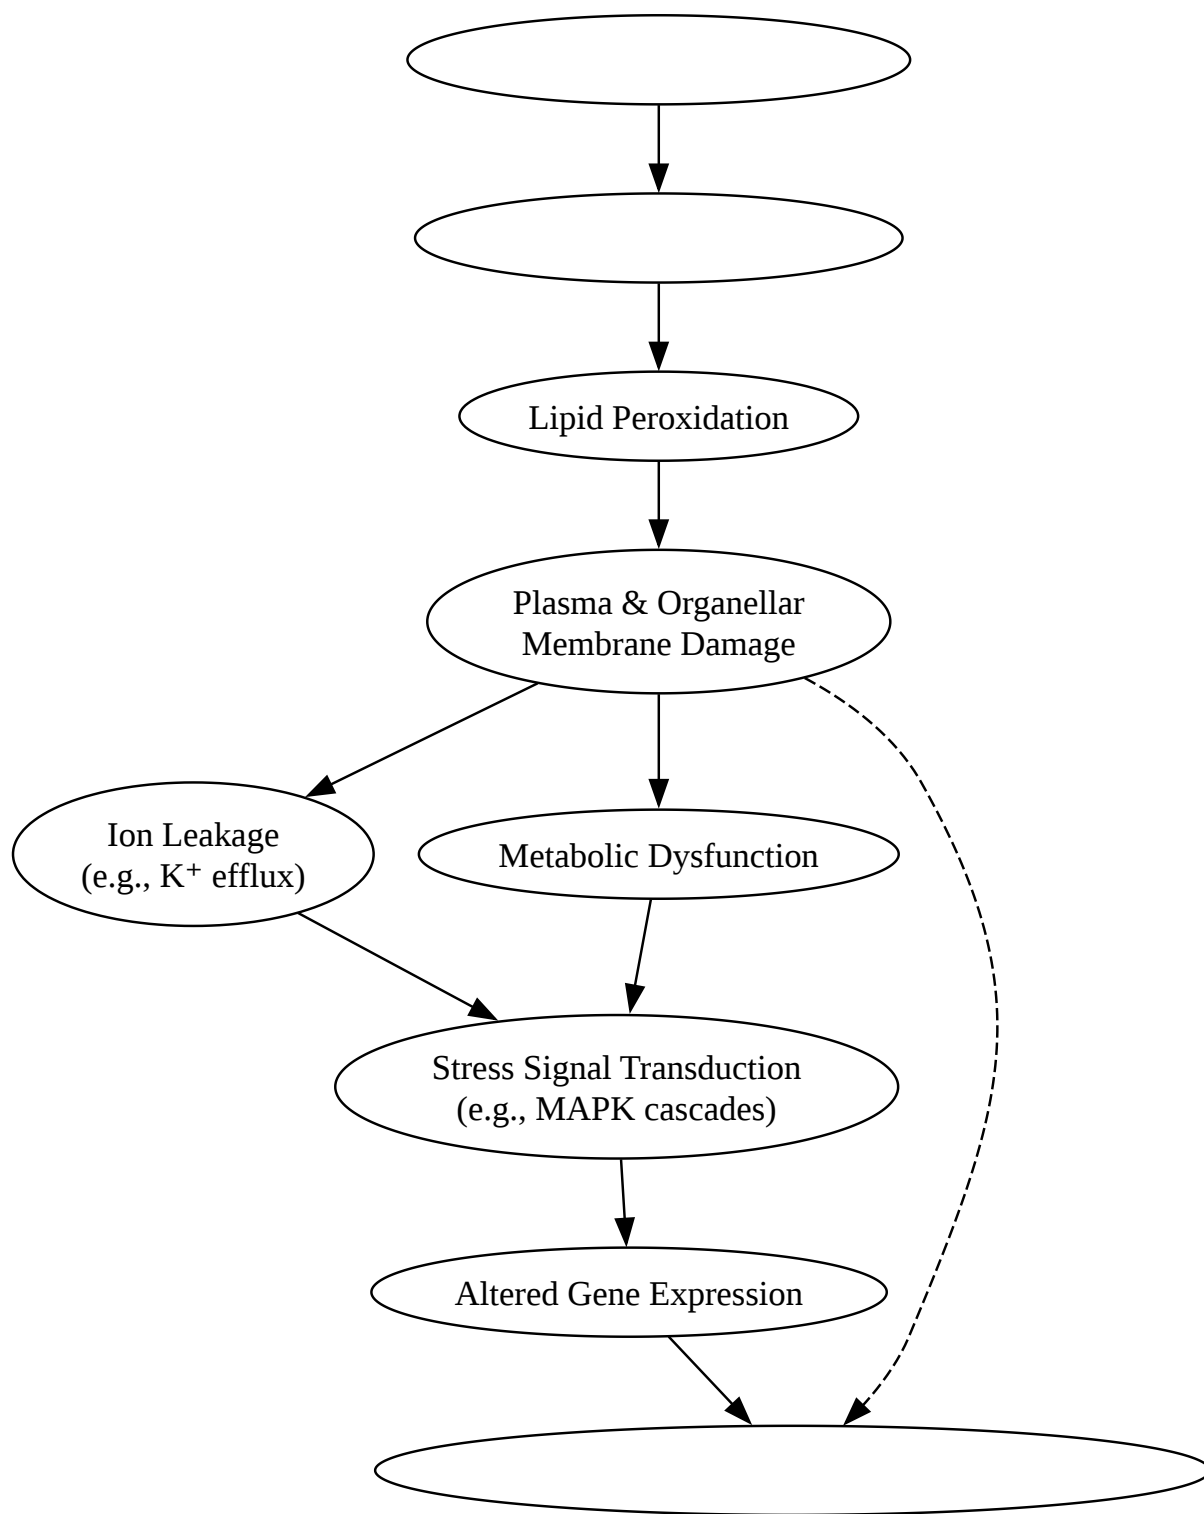 Lipid Peroxidation
Plasma & Organellar
Membrane Damage
Ion Leakage
(e.g., K⁺ efflux)
Metabolic Dysfunction
Stress Signal Transduction
(e.g., MAPK cascades)
Altered Gene Expression